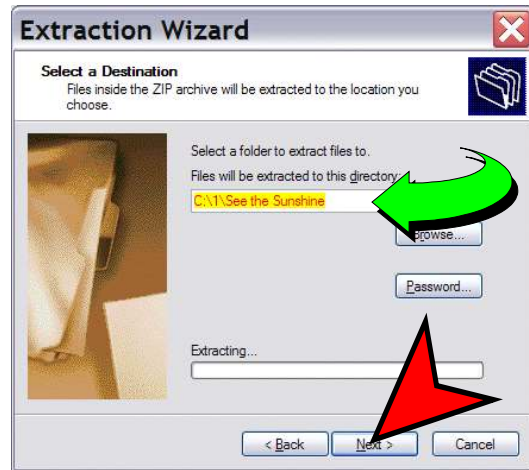 Extraction Wizard
Select a Destination
Files inside the ZIP archive will be extracted to the location you
choose.
Select a folder to extract files to.
Files will be extracted to this directory:
C:\1\See the Sunshine
Browse...
Password...
Extracting...
< Back
Next >
Cancel